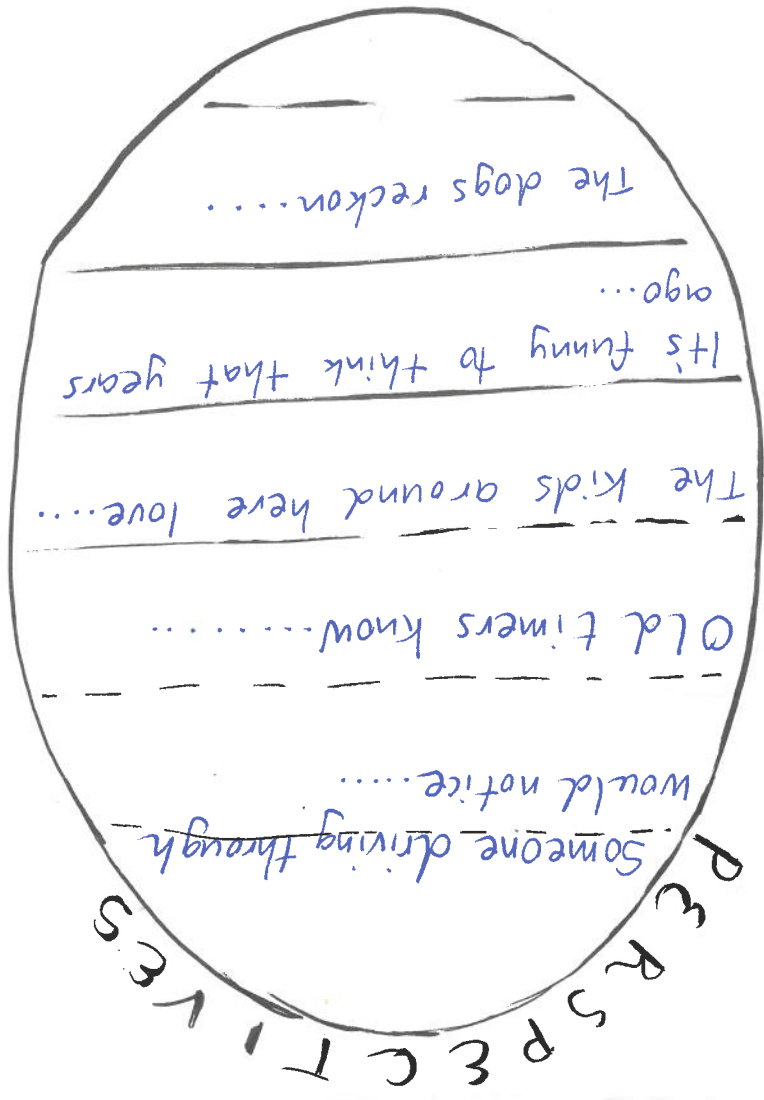 PERSPECTIVES
Someone driving through
would notice.....
Old timers know.........
The kids around here love....
It's funny to think that years
ago...
The dogs reckon.....